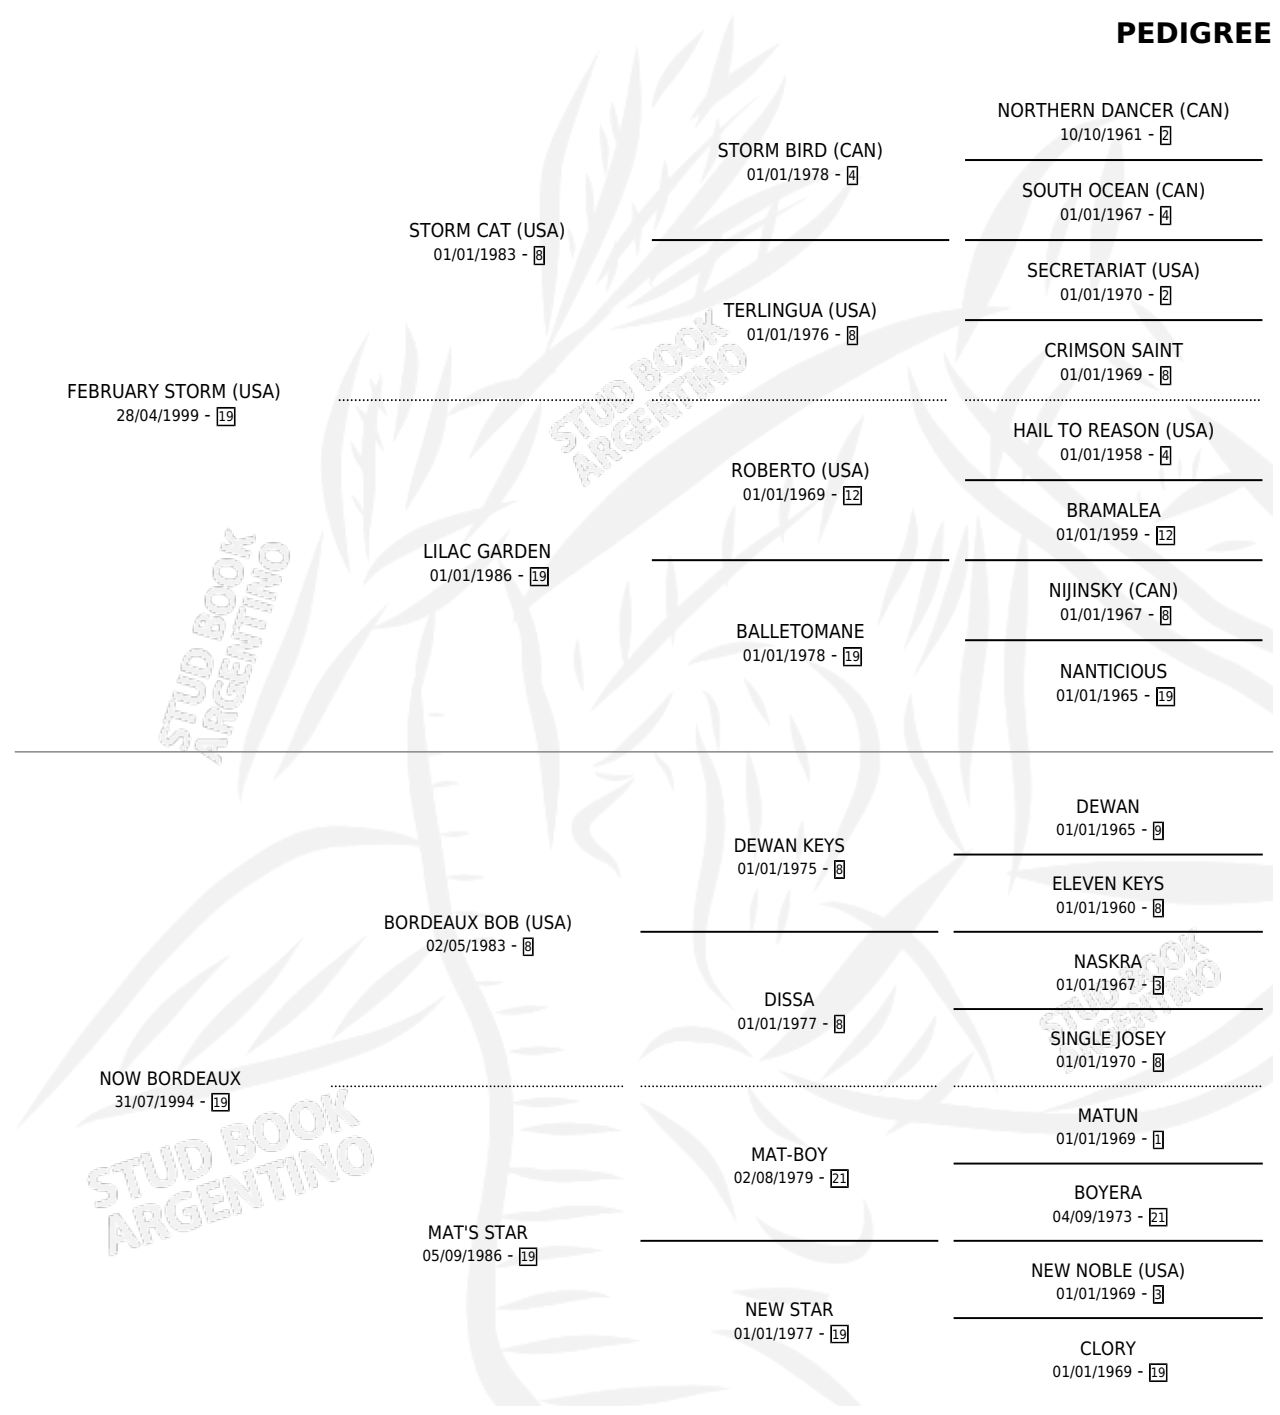 PEDIGREE
NORTHERN DANCER (CAN)
10/10/1961 - 2
STORM BIRD (CAN)
01/01/1978 - 4
SOUTH OCEAN (CAN)
01/01/1967 - 4
STORM CAT (USA)
01/01/1983 - 8
SECRETARIAT (USA)
01/01/1970 - 2
TERLINGUA (USA)
01/01/1976 - 8
CRIMSON SAINT
01/01/1969 - 8
FEBRUARY STORM (USA)
28/04/1999 - 19
HAIL TO REASON (USA)
01/01/1958 - 4
ROBERTO (USA)
01/01/1969 - 12
BRAMALEA
01/01/1959 - 12
LILAC GARDEN
01/01/1986 - 19
NIJINSKY (CAN)
01/01/1967 - 8
BALLETOMANE
01/01/1978 - 19
NANTICIOUS
01/01/1965 - 19
DEWAN
01/01/1965 - 9
DEWAN KEYS
01/01/1975 - 8
ELEVEN KEYS
01/01/1960 - 8
BORDEAUX BOB (USA)
02/05/1983 - 8
NASKRA
01/01/1967 - 3
DISSA
01/01/1977 - 8
SINGLE JOSEY
01/01/1970 - 8
NOW BORDEAUX
31/07/1994 - 19
MATUN
01/01/1969 - 1
MAT-BOY
02/08/1979 - 21
BOYERA
04/09/1973 - 21
MAT'S STAR
05/09/1986 - 19
NEW NOBLE (USA)
01/01/1969 - 3
NEW STAR
01/01/1977 - 19
CLORY
01/01/1969 - 19
STUD BOOK
ARGENTINO
STUD BOOK
ARGENTINO
STUD BOOK
ARGENTINO
STUD BOOK
ARGENTINO